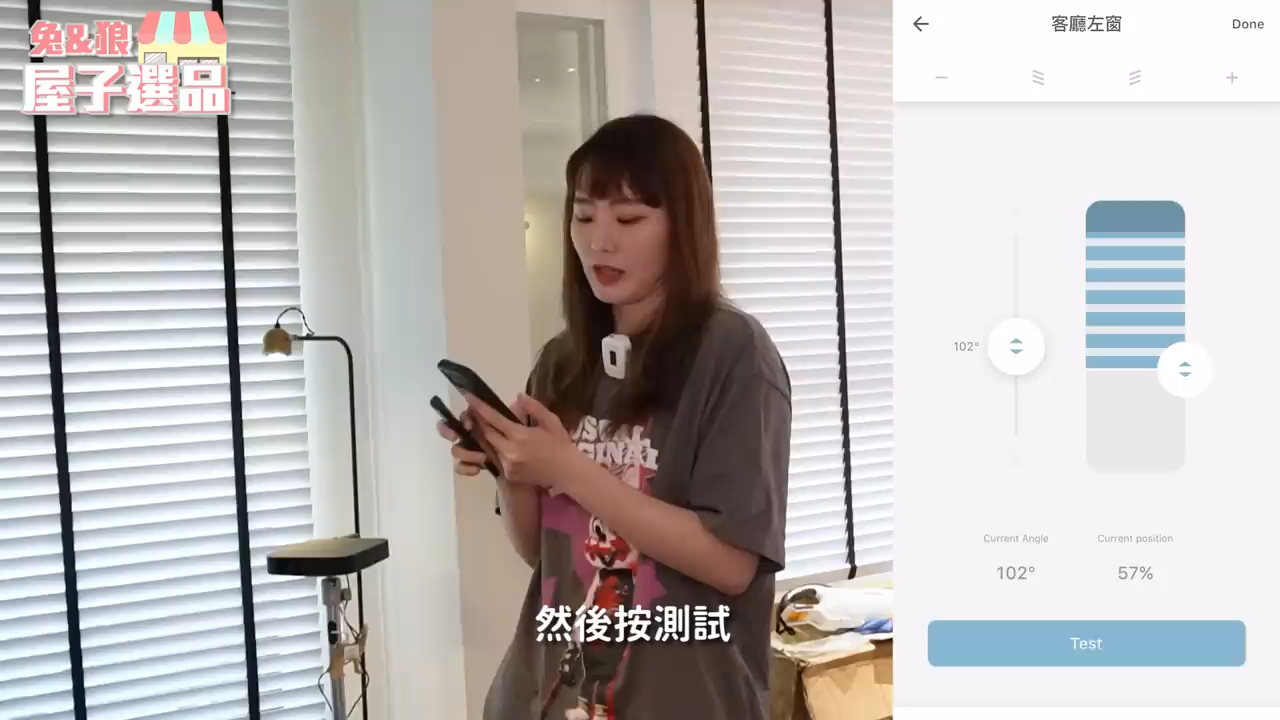 兔&狼
屋子選品
客廳左窗
Done
102°
Current Angle
Current position
102°
57%
Test
然後按測試